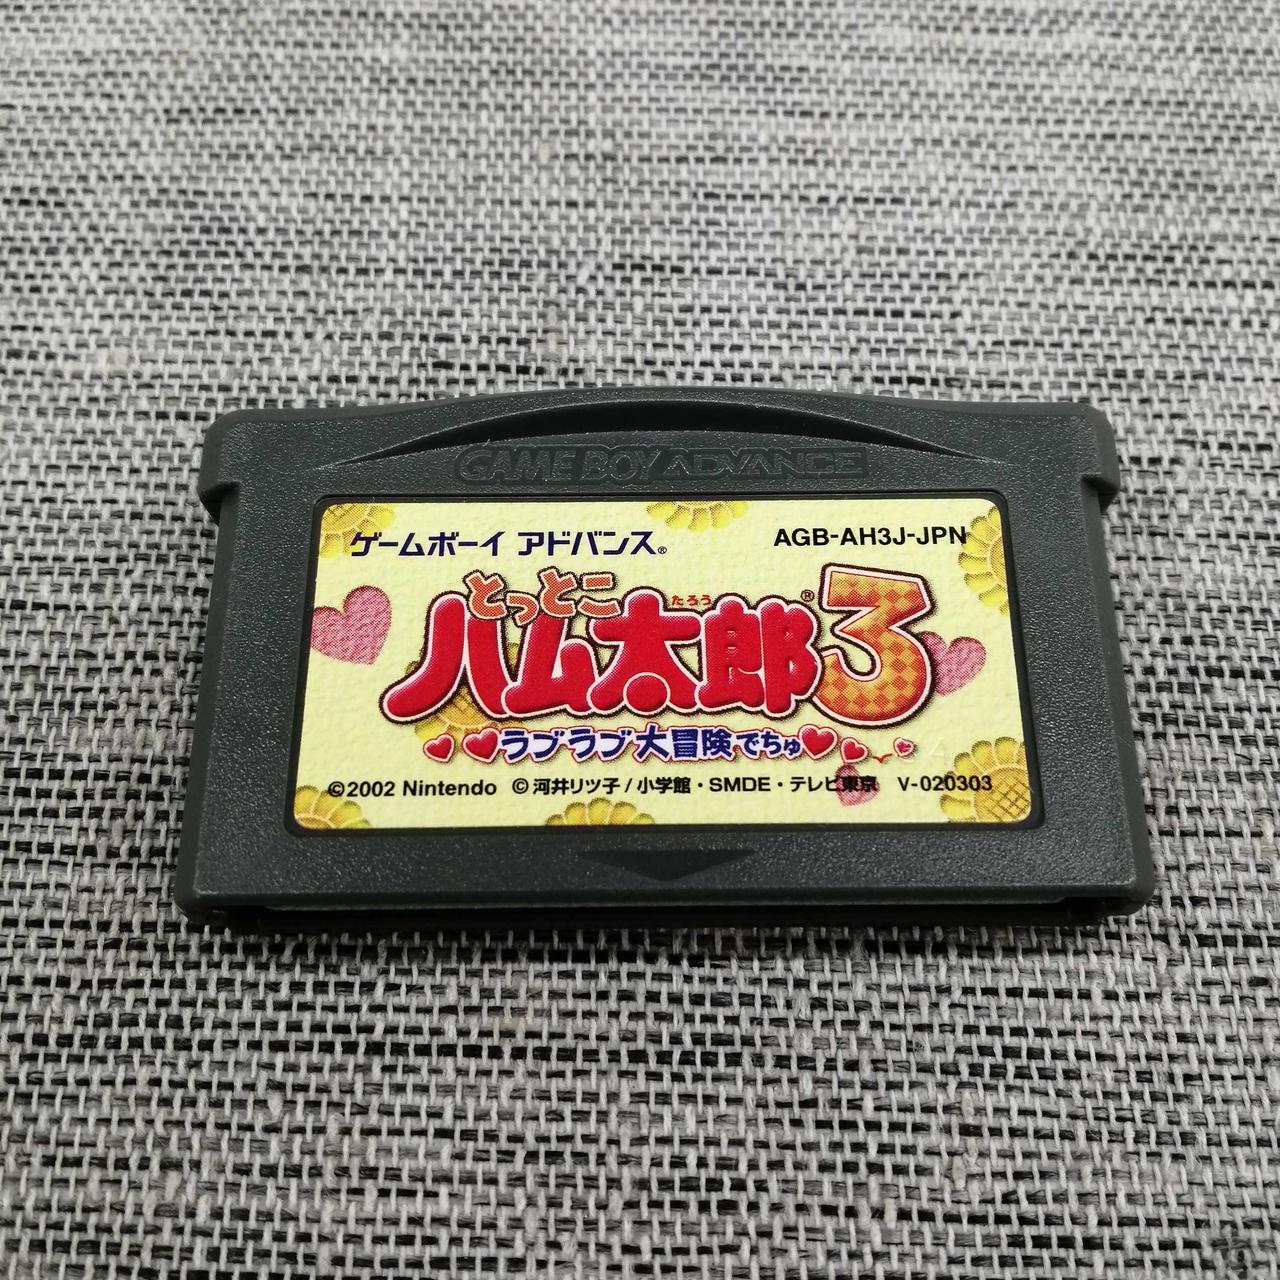 GAME BOY ADVANCE
ゲームボーイ アドバンス®
AGB-AH3J-JPN
とっとこ
たろう
ハム太郎®3
ラブラブ大冒険でちゅ
©2002 Nintendo ©河井リツ子/小学館・SMDE・テレビ東京 V-020303